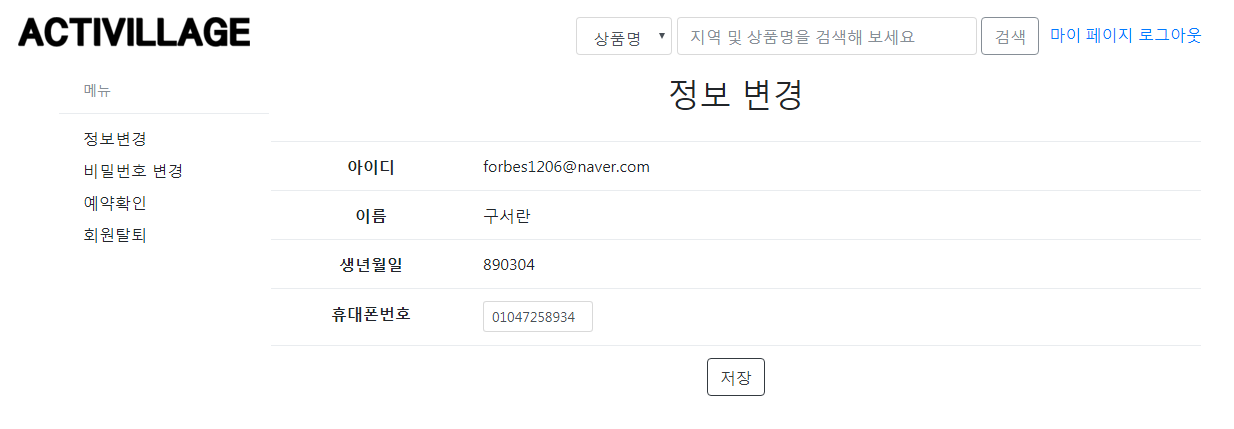 ACTIVILLAGE
상품명 지역 및 상품명을 검색해 보세요 검색 마이 페이지 로그아웃
메뉴
정보변경
비밀번호 변경
예약확인
회원탈퇴
정보 변경
아이디 forbes1206@naver.com
이름 구서란
생년월일 890304
휴대폰번호 01047258934
저장